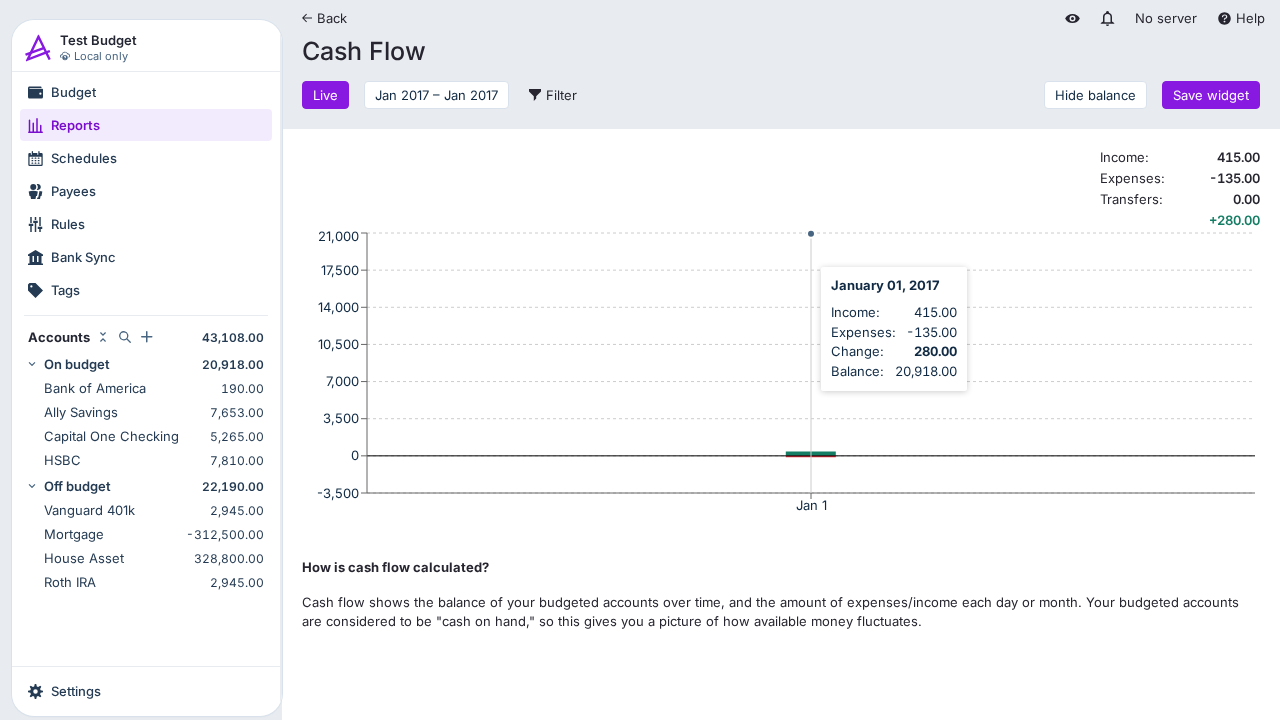 Test Budget
Local only
Budget
Reports
Schedules
Payees
Rules
Bank Sync
Tags
Accounts 43,108.00
On budget 20,918.00
Bank of America 190.00
Ally Savings 7,653.00
Capital One Checking 5,265.00
HSBC 7,810.00
Off budget 22,190.00
Vanguard 401k 2,945.00
Mortgage -312,500.00
House Asset 328,800.00
Roth IRA 2,945.00
Settings
Back
No server
Help
Cash Flow
Live
Jan 2017 – Jan 2017
Filter
Hide balance
Save widget
Income: 415.00
Expenses: -135.00
Transfers: 0.00
+280.00
21,000
17,500
14,000
10,500
7,000
3,500
0
-3,500
Jan 1
January 01, 2017
Income: 415.00
Expenses: -135.00
Change: 280.00
Balance: 20,918.00
How is cash flow calculated?
Cash flow shows the balance of your budgeted accounts over time, and the amount of expenses/income each day or month. Your budgeted accounts
are considered to be "cash on hand," so this gives you a picture of how available money fluctuates.